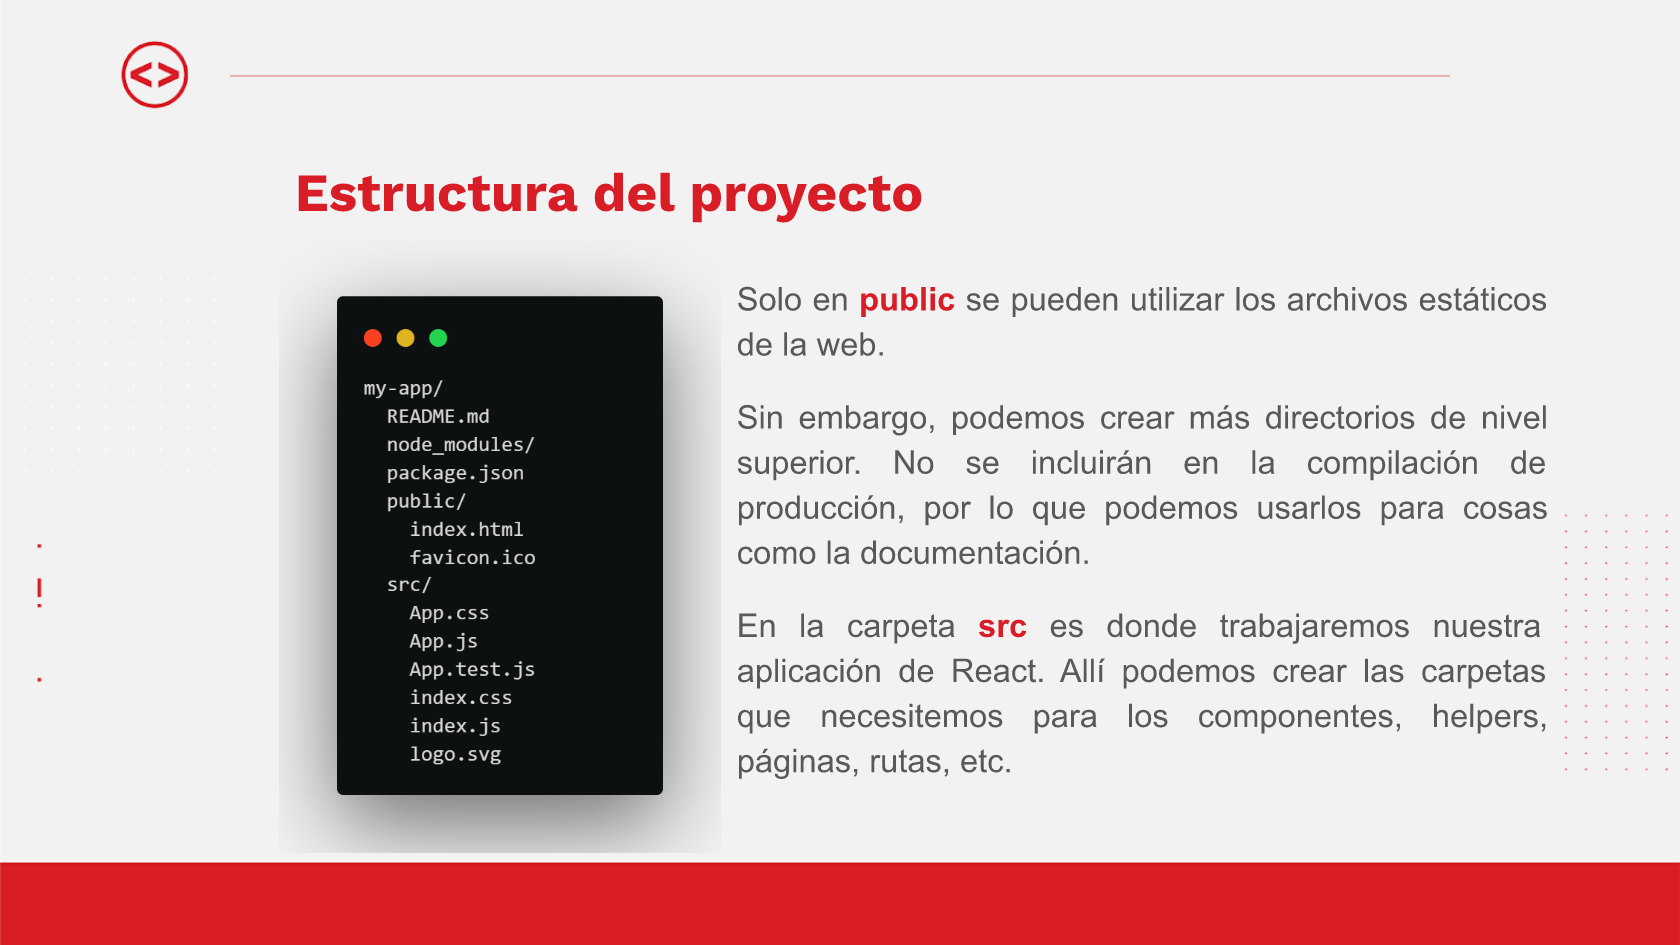 <>
Estructura del proyecto
my-app/
README.md
node_modules/
package.json
public/
index.html
favicon.ico
src/
App.css
App.js
App.test.js
index.css
index.js
logo.svg
Solo en public se pueden utilizar los archivos estáticos
de la web.
Sin embargo, podemos crear más directorios de nivel
superior. No se incluirán en la compilación de
producción, por lo que podemos usarlos para cosas
como la documentación.
En la carpeta src es donde trabajaremos nuestra
aplicación de React. Allí podemos crear las carpetas
que necesitemos para los componentes, helpers,
páginas, rutas, etc.